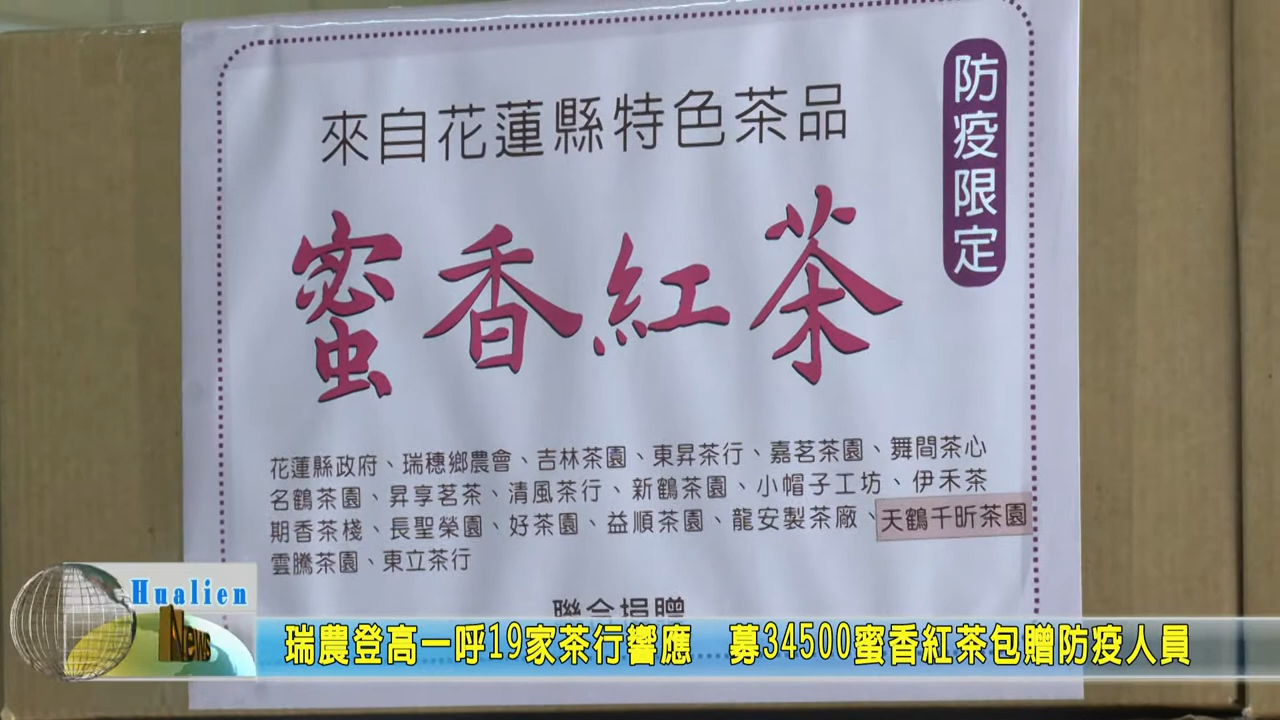 防疫限定
來自花蓮縣特色茶品
蜜香紅茶
花蓮縣政府、瑞穗鄉農會、吉林茶園、東昇茶行、嘉茗茶園、舞間茶心
名鶴茶園、昇享茗茶、清風茶行、新鶴茶園、小帽子工坊、伊禾茶
期香茶棧、長聖榮園、好茶園、益順茶園、龍安製茶廠、天鶴千昕茶園
雲騰茶園、東立茶行
聯合捐贈
Hualien
News
瑞農登高一呼19家茶行響應 募34500蜜香紅茶包贈防疫人員